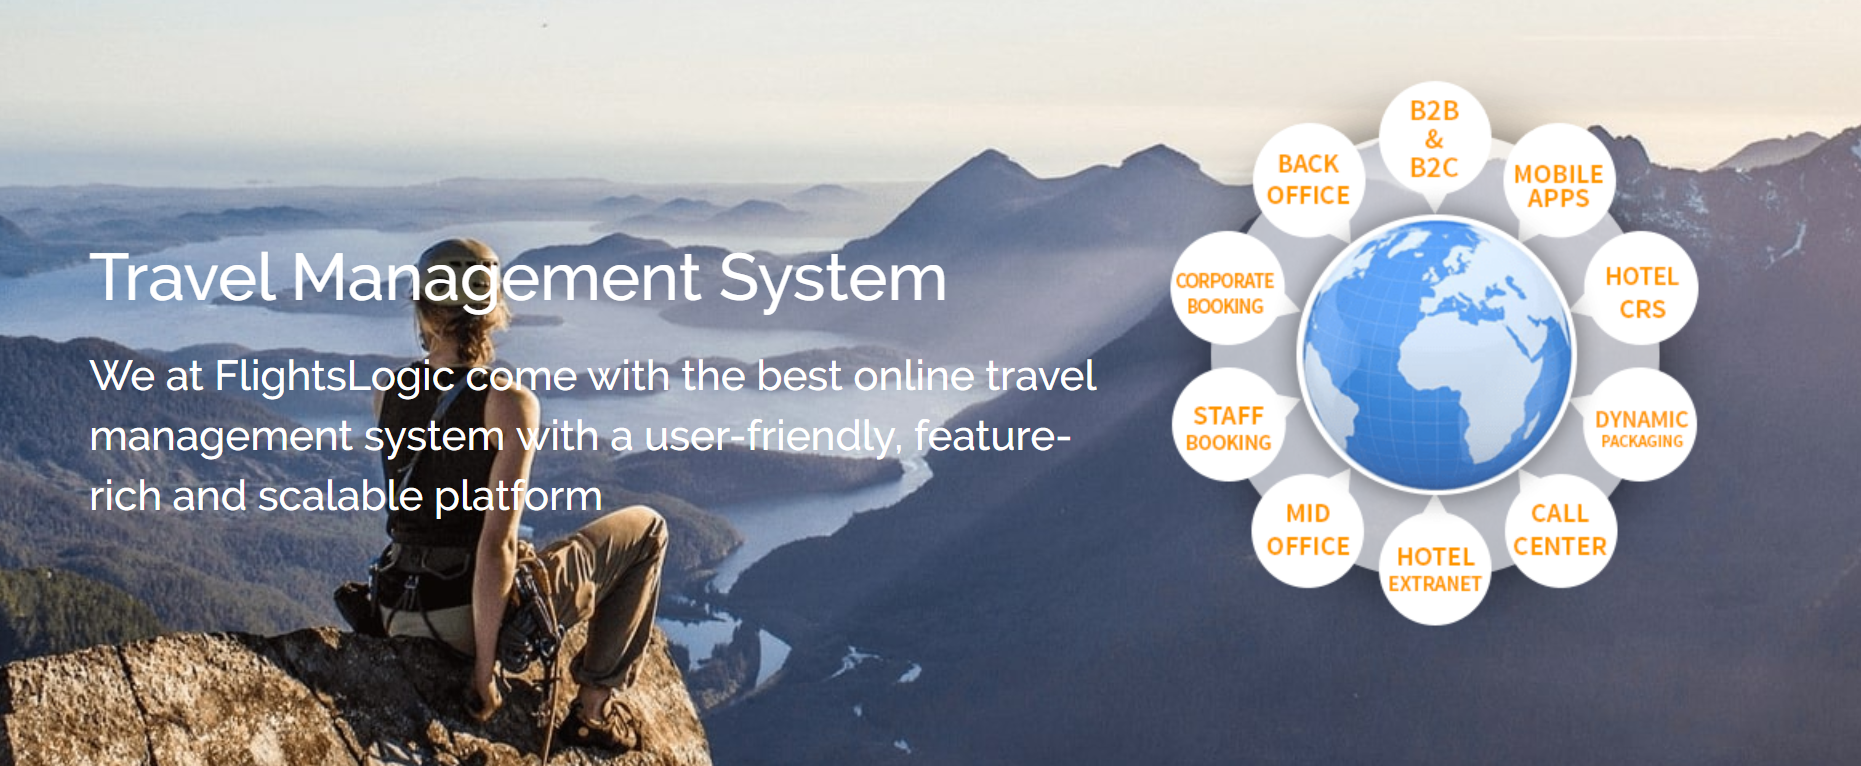 Travel Management System
We at FlightsLogic come with the best online travel
management system with a user-friendly, feature-
rich and scalable platform
B2B
&
B2C
MOBILE
APPS
HOTEL
CRS
DYNAMIC
PACKAGING
CALL
CENTER
HOTEL
EXTRANET
MID
OFFICE
STAFF
BOOKING
CORPORATE
BOOKING
BACK
OFFICE